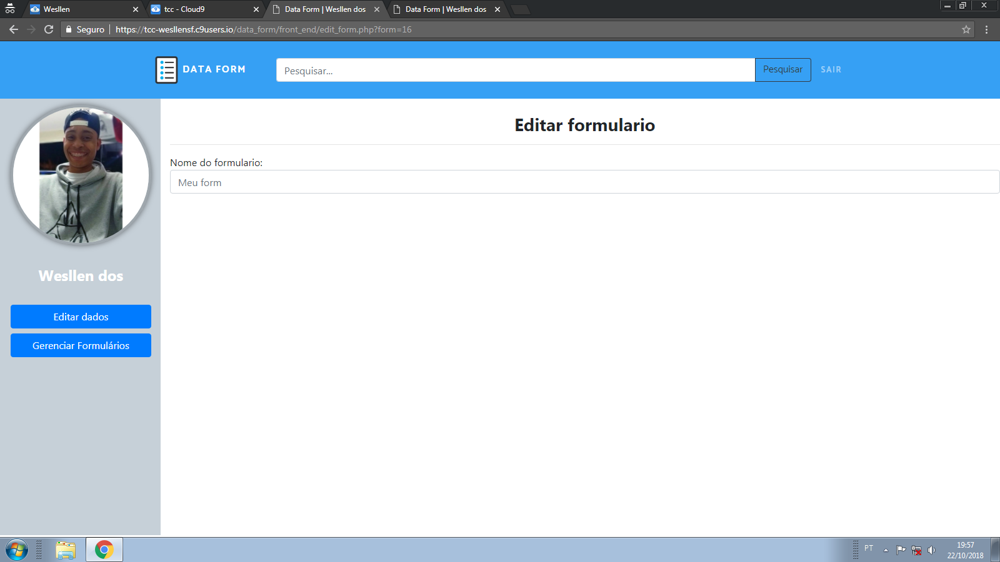 Wesllen
tcc - Cloud9
Data Form | Wesllen dos
Data Form | Wesllen dos
Seguro
https://tcc-wesllensf.c9users.io/data_form/front_end/edit_form.php?form=16
DATA FORM
Pesquisar...
Pesquisar
SAIR
Wesllen dos
Editar dados
Gerenciar Formulários
Editar formulario
Nome do formulario:
Meu form
PT
19:57
22/10/2018